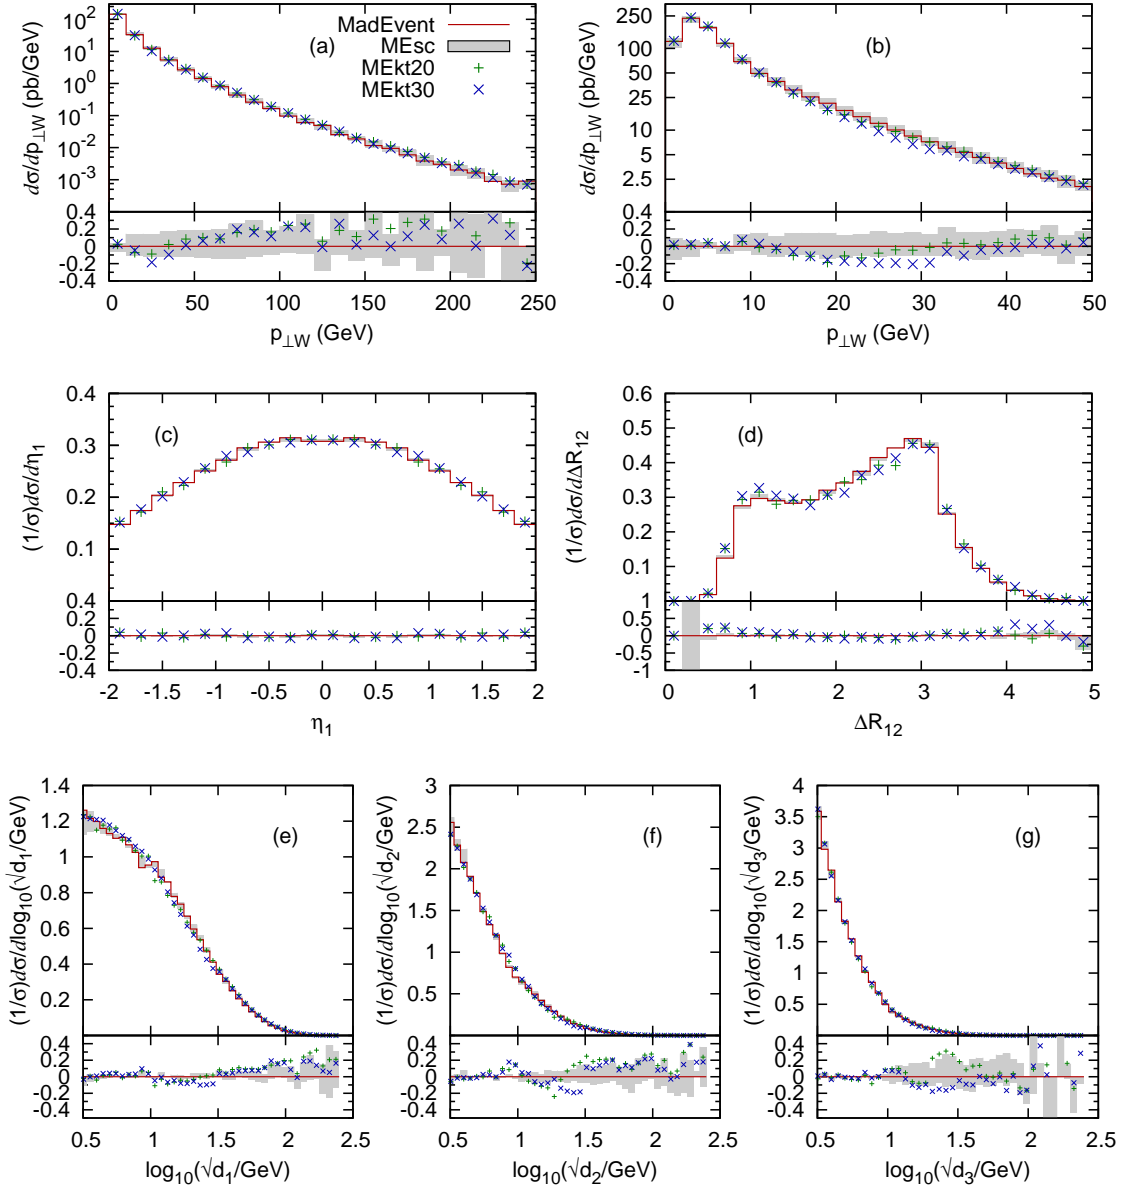 MadEvent
MEsc
MEkt20
MEkt30
(a)
dσ/dp⊥W (pb/GeV)
10^2
10^1
10^0
10^-1
10^-2
10^-3
0.4
0.2
0
-0.2
-0.4
0 50 100 150 200 250
p⊥W (GeV)
(b)
dσ/dp⊥W (pb/GeV)
250
100
50
25
10
5
2.5
0.4
0.2
0
-0.2
-0.4
0 10 20 30 40 50
p⊥W (GeV)
(c)
(1/σ)dσ/dη1
0.4
0.3
0.2
0.1
0.4
0.2
0
-0.2
-0.4
-2 -1.5 -1 -0.5 0 0.5 1 1.5 2
η1
(d)
(1/σ)dσ/dΔR12
0.6
0.5
0.4
0.3
0.2
0.1
1
0.5
0
-0.5
-1
0 1 2 3 4 5
ΔR12
(e)
(1/σ)dσ/dlog10(√d1/GeV)
1.4
1.2
1
0.8
0.6
0.4
0.2
0.4
0.2
0
-0.2
-0.4
0.5 1 1.5 2 2.5
log10(√d1/GeV)
(f)
(1/σ)dσ/dlog10(√d2/GeV)
3
2.5
2
1.5
1
0.5
0.4
0.2
0
-0.2
-0.4
0.5 1 1.5 2 2.5
log10(√d2/GeV)
(g)
(1/σ)dσ/dlog10(√d3/GeV)
4
3.5
3
2.5
2
1.5
1
0.5
0.4
0.2
0
-0.2
-0.4
0.5 1 1.5 2 2.5
log10(√d3/GeV)